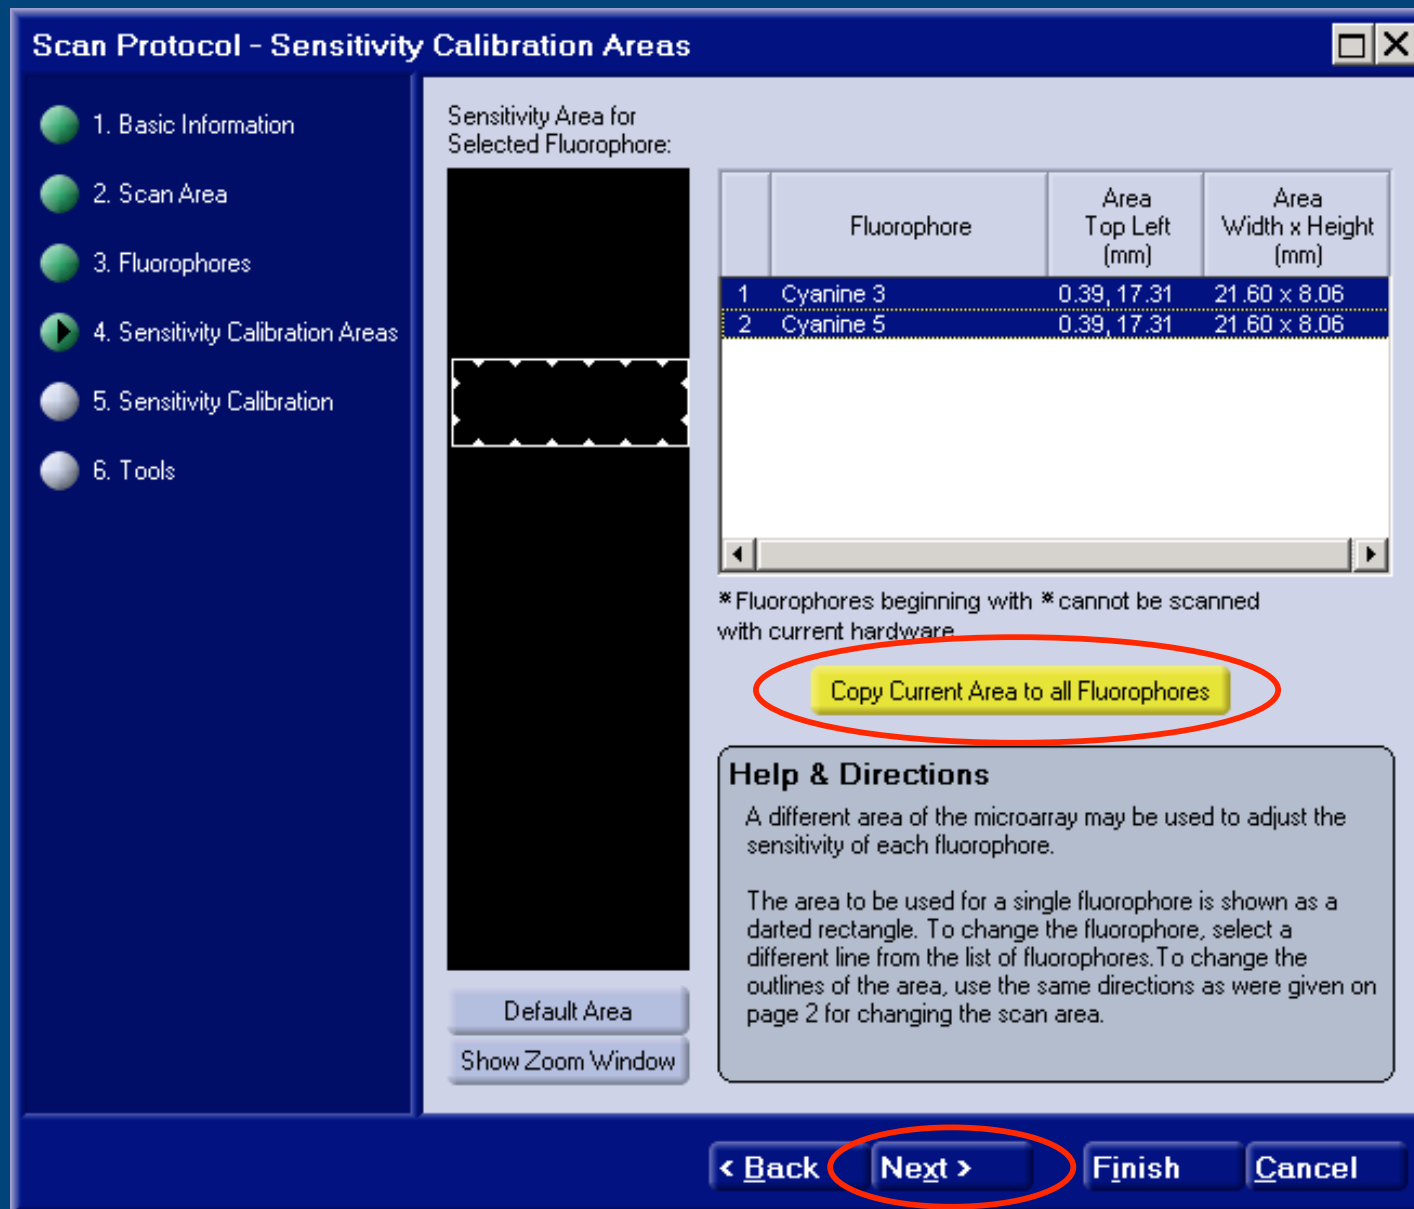 Scan Protocol - Sensitivity Calibration Areas
1. Basic Information
2. Scan Area
3. Fluorophores
4. Sensitivity Calibration Areas
5. Sensitivity Calibration
6. Tools
Sensitivity Area for
Selected Fluorophore:
Default Area
Show Zoom Window
Fluorophore
Area
Top Left
(mm)
Area
Width x Height
(mm)
1 Cyanine 3 0.39, 17.31 21.60 x 8.06
2 Cyanine 5 0.39, 17.31 21.60 x 8.06
* Fluorophores beginning with * cannot be scanned
with current hardware
Copy Current Area to all Fluorophores
Help & Directions
A different area of the microarray may be used to adjust the
sensitivity of each fluorophore.
The area to be used for a single fluorophore is shown as a
darted rectangle. To change the fluorophore, select a
different line from the list of fluorophores.To change the
outlines of the area, use the same directions as were given on
page 2 for changing the scan area.
< Back
Next >
Finish
Cancel